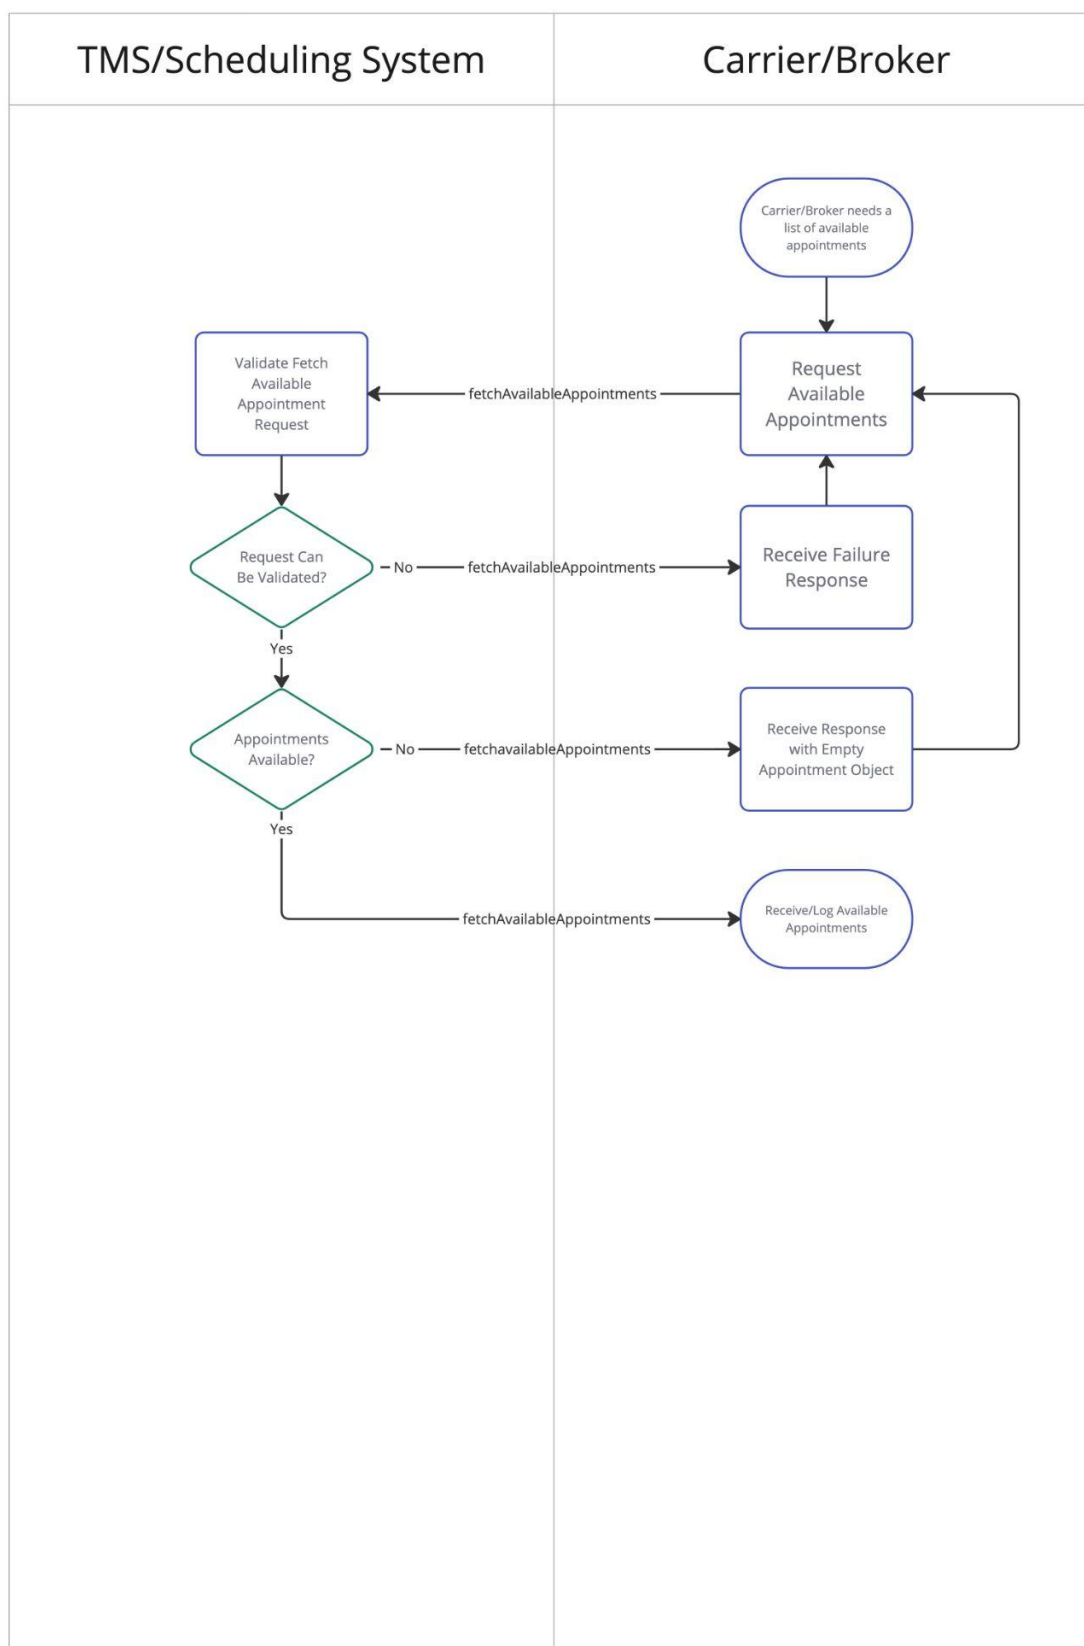 TMS/Scheduling System
Carrier/Broker
Carrier/Broker needs a
list of available
appointments
Validate Fetch
Available
Appointment
Request
fetchAvailableAppointments
Request
Available
Appointments
Request Can
Be Validated?
No
fetchAvailableAppointments
Receive Failure
Response
Yes
Appointments
Available?
No
fetchavailableAppointments
Receive Response
with Empty
Appointment Object
Yes
fetchAvailableAppointments
Receive/Log Available
Appointments